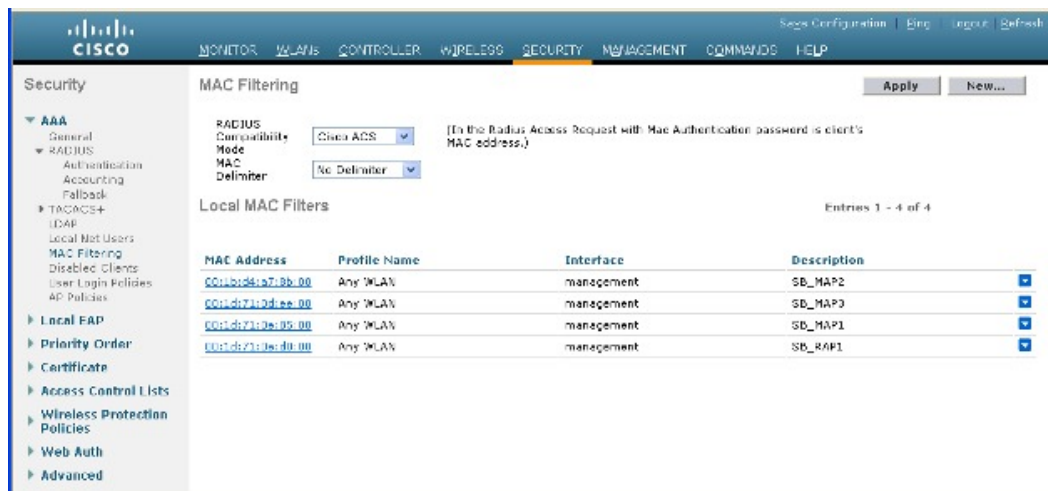 Save Configuration | Ping | Logout | Refresh
CISCO
MONITOR WLANs CONTROLLER WIRELESS SECURITY MANAGEMENT COMMANDS HELP
Security
AAA
General
RADIUS
Authentication
Accounting
Fallback
TACACS+
LDAP
Local Net Users
MAC Filtering
Disabled Clients
User Login Policies
AP Policies
Local EAP
Priority Order
Certificate
Access Control Lists
Wireless Protection
Policies
Web Auth
Advanced
MAC Filtering
Apply New...
RADIUS
Compatibility
Mode
Cisco ACS
(In the Radius Access Request with Mac Authentication password is client's
MAC address.)
MAC
Delimiter
No Delimiter
Local MAC Filters
Entries 1 - 4 of 4
MAC Address Profile Name Interface Description
Any WLAN management SB_MAP2
Any WLAN management SB_MAP3
Any WLAN management SB_MAP1
Any WLAN management SB_RAP1